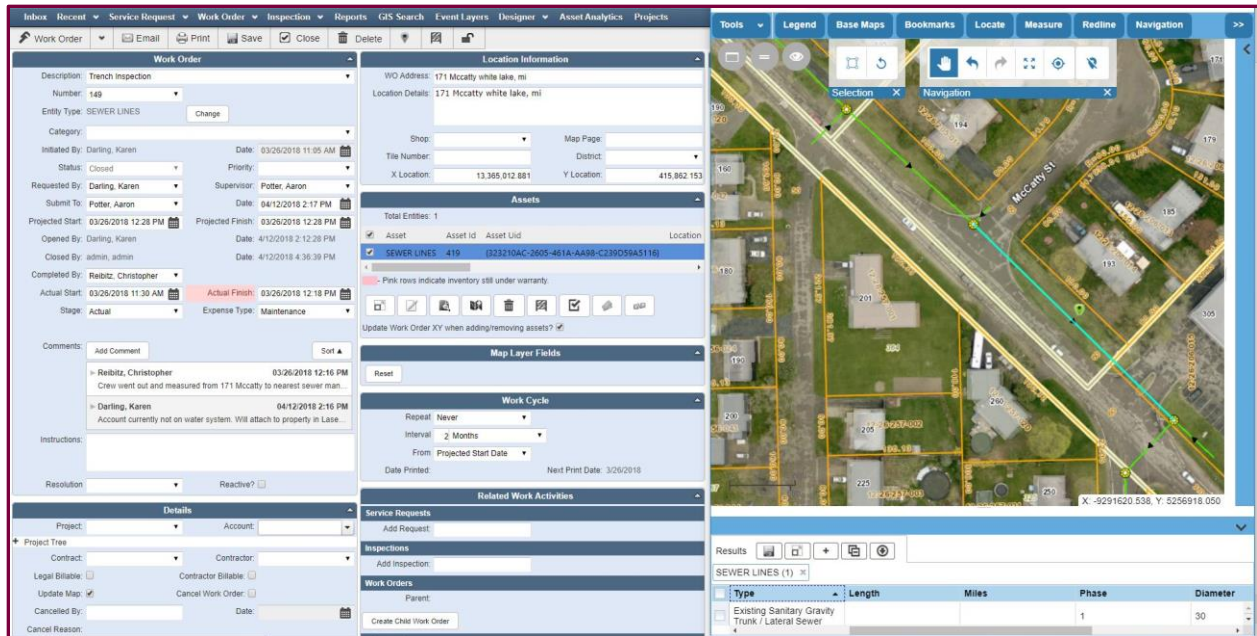 Inbox Recent Service Request Work Order Inspection Reports GIS Search Event Layers Designer Asset Analytics Projects
Work Order Email Print Save Close Delete
Work Order
Description: Trench Inspection
Number: 149
Entity Type: SEWER LINES Change
Category:
Initiated By: Darling, Karen Date: 03/26/2018 11:05 AM
Status: Closed Priority:
Requested By: Darling, Karen Supervisor: Potter, Aaron
Submit To: Potter, Aaron Date: 04/12/2018 2:17 PM
Projected Start: 03/26/2018 12:28 PM Projected Finish: 03/26/2018 12:28 PM
Opened By: Darling, Karen Date: 4/12/2018 2:12:28 PM
Closed By: admin, admin Date: 4/12/2018 4:36:39 PM
Completed By: Reibitz, Christopher
Actual Start: 03/26/2018 11:30 AM Actual Finish: 03/26/2018 12:18 PM
Stage: Actual Expense Type: Maintenance
Comments: Add Comment Sort ▲
Reibitz, Christopher 03/26/2018 12:16 PM
Crew went out and measured from 171 Mccatty to nearest sewer man...
Darling, Karen 04/12/2018 2:16 PM
Account currently not on water system. Will attach to property in Lase...
Instructions:
Resolution Reactive?
Details
Project: Account:
+ Project Tree
Contract: Contractor:
Legal Billable: Contractor Billable:
Update Map: Cancel Work Order:
Cancelled By: Date:
Cancel Reason:
Location Information
WO Address: 171 Mccatty white lake, mi
Location Details: 171 Mccatty white lake, mi
Shop: Map Page:
Tile Number: District:
X Location: 13,365,012.881 Y Location: 415,862.153
Assets
Total Entities: 1
Asset Asset Id Asset Uid Location
SEWER LINES 419 {323210AC-2605-461A-AA98-C239D59A5116}
- Pink rows indicate inventory still under warranty.
Update Work Order XY when adding/removing assets?
Map Layer Fields
Reset
Work Cycle
Repeat Never
Interval 2 Months
From Projected Start Date
Date Printed: Next Print Date: 3/26/2018
Related Work Activities
Service Requests
Add Request:
Inspections
Add Inspection:
Work Orders
Parent:
Create Child Work Order
Tools Legend Base Maps Bookmarks Locate Measure Redline Navigation >>
Selection X Navigation X
171
190
194
179
160
McCatty St
185
180
193
201
305
384
190
260
200
205
225
250
X: -9291620.538, Y: 5256918.050
Results
SEWER LINES (1) ×
Type Length Miles Phase Diameter
Existing Sanitary Gravity
Trunk / Lateral Sewer 1 30